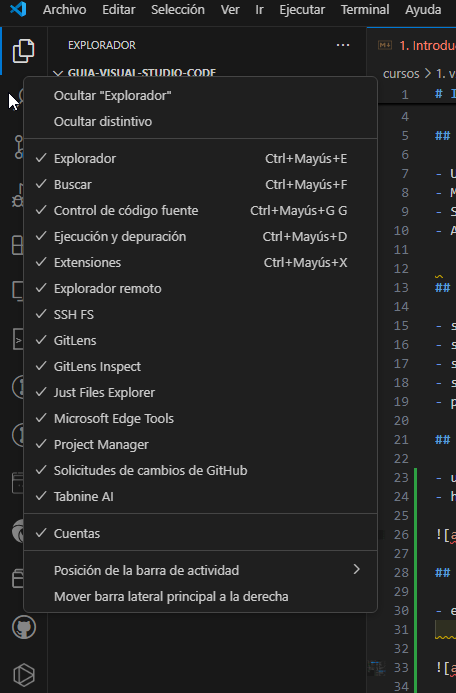 Archivo Editar Selección Ver Ir Ejecutar Terminal Ayuda
EXPLORADOR
1. Introduc
GUIA-VISUAL-STUDIO-CODE
cursos > 1. v
1 # I
Ocultar "Explorador"
Ocultar distintivo
Explorador Ctrl+Mayús+E
Buscar Ctrl+Mayús+F
Control de código fuente Ctrl+Mayús+G G
Ejecución y depuración Ctrl+Mayús+D
Extensiones Ctrl+Mayús+X
Explorador remoto
SSH FS
GitLens
GitLens Inspect
Just Files Explorer
Microsoft Edge Tools
Project Manager
Solicitudes de cambios de GitHub
Tabnine AI
Cuentas
Posición de la barra de actividad
Mover barra lateral principal a la derecha
4
5 ##
6
7 - U
8 - M
9 - S
10 - A
11
12
13 ##
14
15 - s
16 - s
17 - s
18 - s
19 - p
20
21 ##
22
23 - u
24 - h
25
26 ![a
27
28 ##
29
30 - e
31
32
33 ![a
34